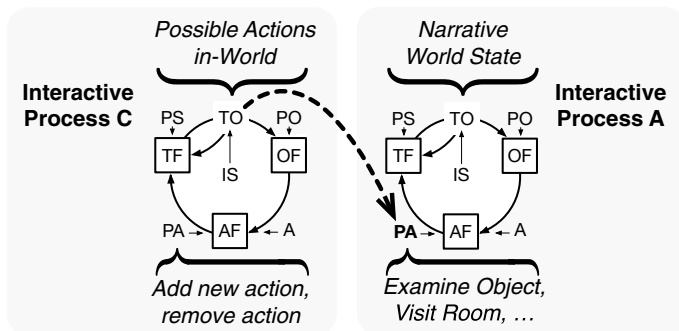 Possible Actions
in-World
Interactive
Process C
PS
TO
PO
TF
OF
IS
PA
AF
A
Add new action,
remove action
Narrative
World State
Interactive
Process A
PS
TO
PO
TF
OF
IS
PA
AF
A
Examine Object,
Visit Room, ...